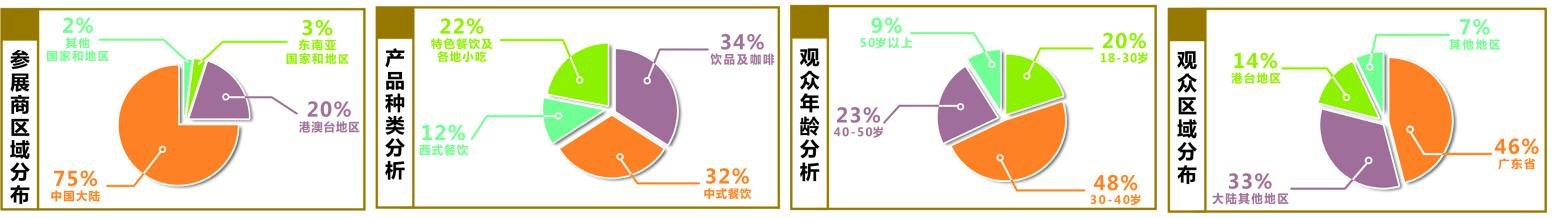 参展商区域分布
2%
其他
国家和地区
3%
东南亚
国家和地区
20%
港澳台地区
75%
中国大陆
产品种类分析
22%
特色餐饮及
各地小吃
34%
饮品及咖啡
12%
西式餐饮
32%
中式餐饮
观众年龄分析
9%
50岁以上
20%
18-30岁
23%
40-50岁
48%
30-40岁
观众区域分布
7%
其他地区
14%
港台地区
46%
广东省
33%
大陆其他地区